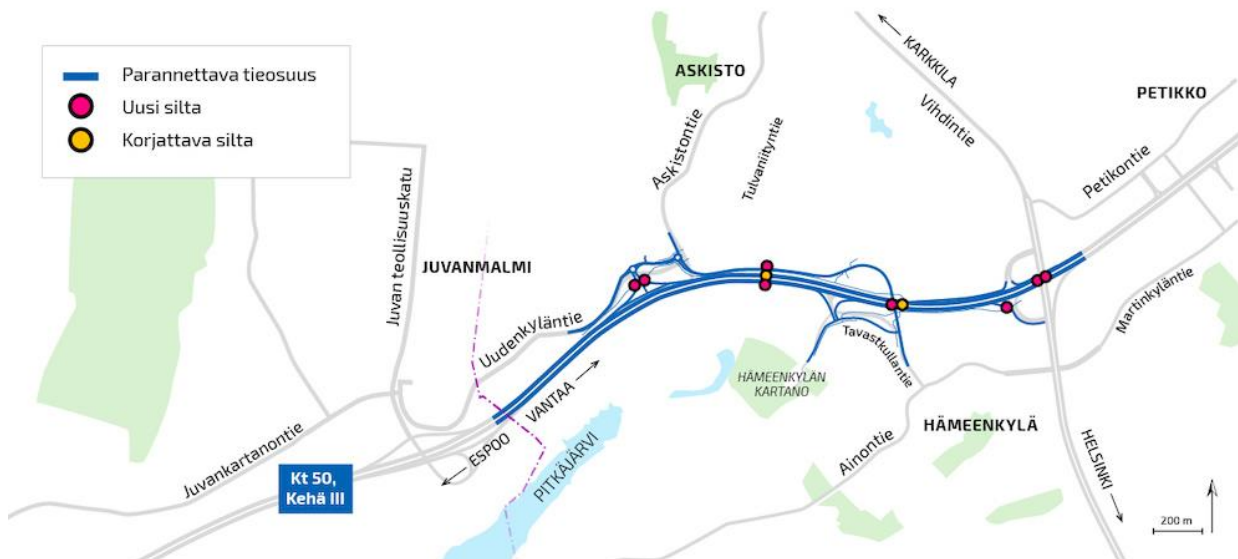 Parannettava tieosuus
Uusi silta
Korjattava silta
ASKISTO
KARKKILA
PETIKKO
Vihdintie
Petikontie
Askistontie
Tulvaniityntie
Juvan teollisuuskatu
JUVANMALMI
Uudenkyläntie
Martinkyläntie
Tavastkullantie
HÄMEENKYLÄN
KARTANO
VANTAA
ESPOO
HÄMEENKYLÄ
Juvankartanontie
PITKÄJÄRVI
Ainontie
HELSINKI
Kt 50,
Kehä III
200 m